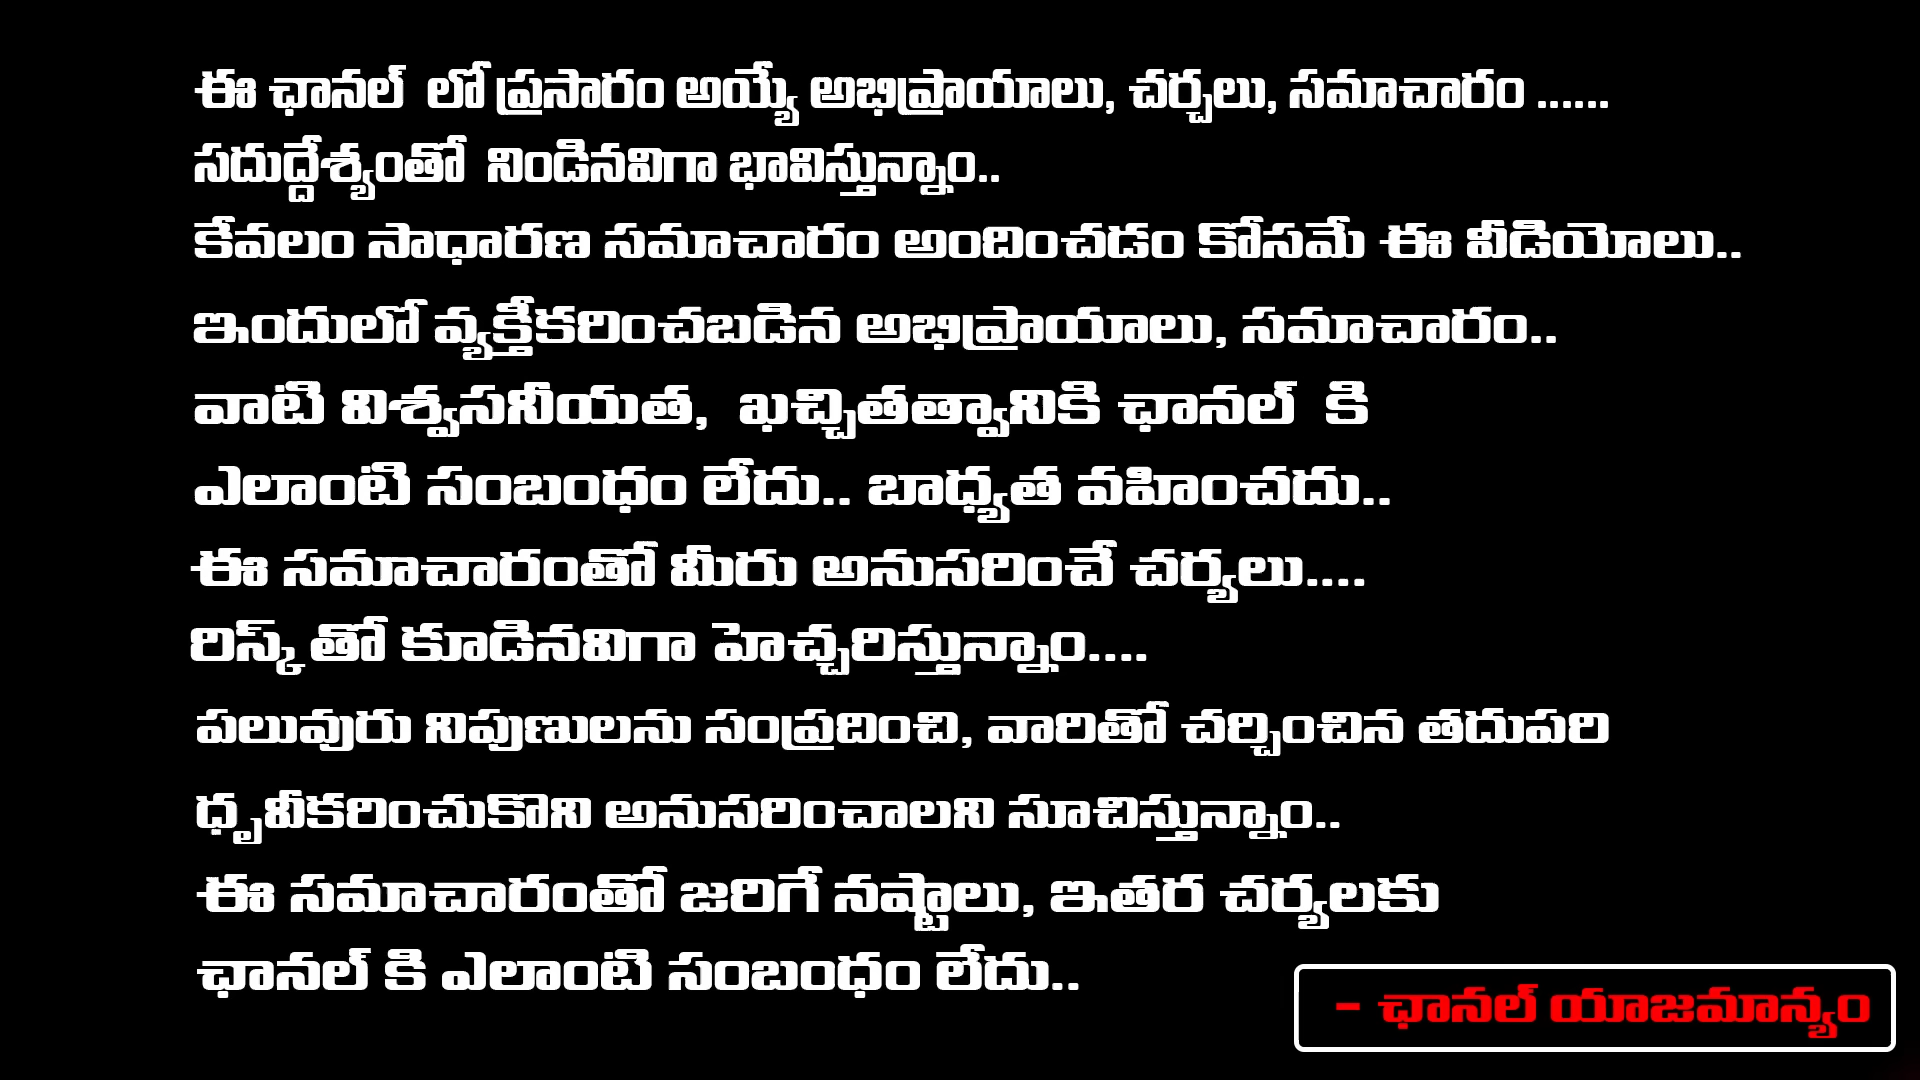 ఈ ఛానల్ లో ప్రసారం అయ్యే అభిప్రాయాలు, చర్చలు, సమాచారం ......
సదుద్దేశ్యంతో నిండినవిగా భావిస్తున్నాం..
కేవలం సాధారణ సమాచారం అందించడం కోసమే ఈ వీడియోలు..
ఇందులో వ్యక్తీకరించబడిన అభిప్రాయాలు, సమాచారం..
వాటి విశ్వసనీయత, ఖచ్చితత్వానికి ఛానల్ కి
ఎలాంటి సంబంధం లేదు.. బాధ్యత వహించదు..
ఈ సమాచారంతో మీరు అనుసరించే చర్యలు....
రిస్క్ తో కూడినవిగా హెచ్చరిస్తున్నాం....
పలువురు నిపుణులను సంప్రదించి, వారితో చర్చించిన తదుపరి
ధృవీకరించుకొని అనుసరించాలని సూచిస్తున్నాం..
ఈ సమాచారంతో జరిగే నష్టాలు, ఇతర చర్యలకు
ఛానల్ కి ఎలాంటి సంబంధం లేదు..
- ఛానల్ యాజమాన్యం